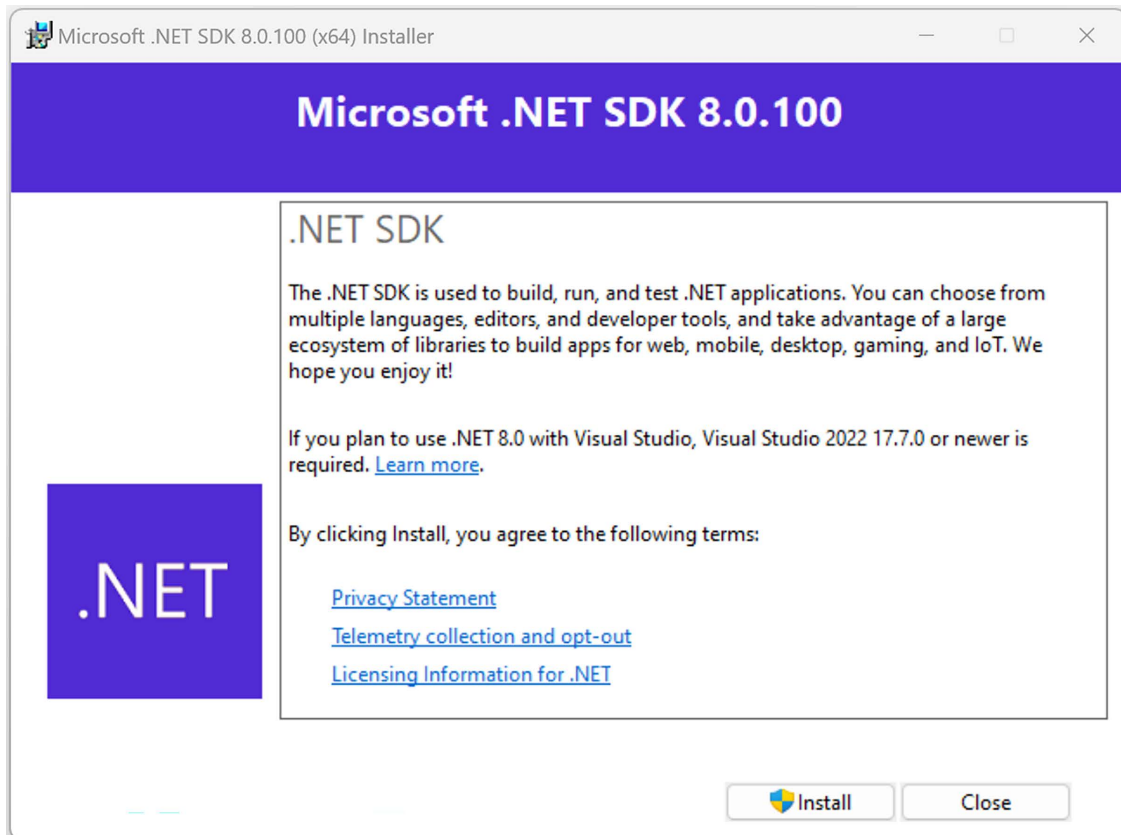 Microsoft .NET SDK 8.0.100 (x64) Installer
Microsoft .NET SDK 8.0.100
.NET SDK
The .NET SDK is used to build, run, and test .NET applications. You can choose from
multiple languages, editors, and developer tools, and take advantage of a large
ecosystem of libraries to build apps for web, mobile, desktop, gaming, and IoT. We
hope you enjoy it!
If you plan to use .NET 8.0 with Visual Studio, Visual Studio 2022 17.7.0 or newer is
required. Learn more.
By clicking Install, you agree to the following terms:
Privacy Statement
Telemetry collection and opt-out
Licensing Information for .NET
.NET
Install
Close